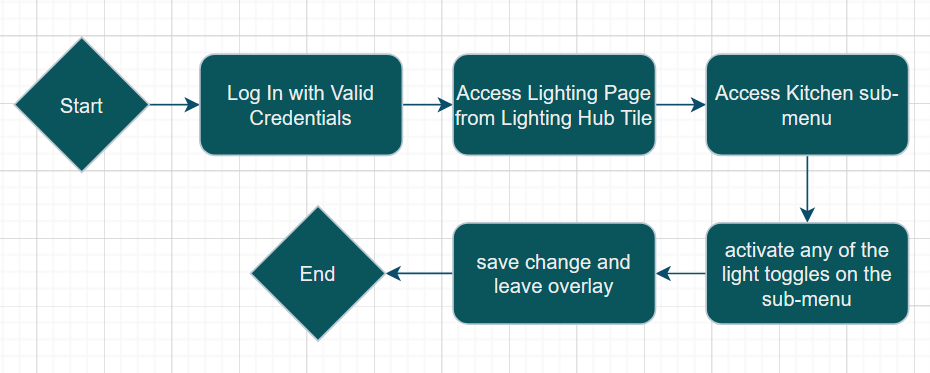 Start
Log In with Valid
Credentials
Access Lighting Page
from Lighting Hub Tile
Access Kitchen sub-
menu
activate any of the
light toggles on the
sub-menu
save change and
leave overlay
End